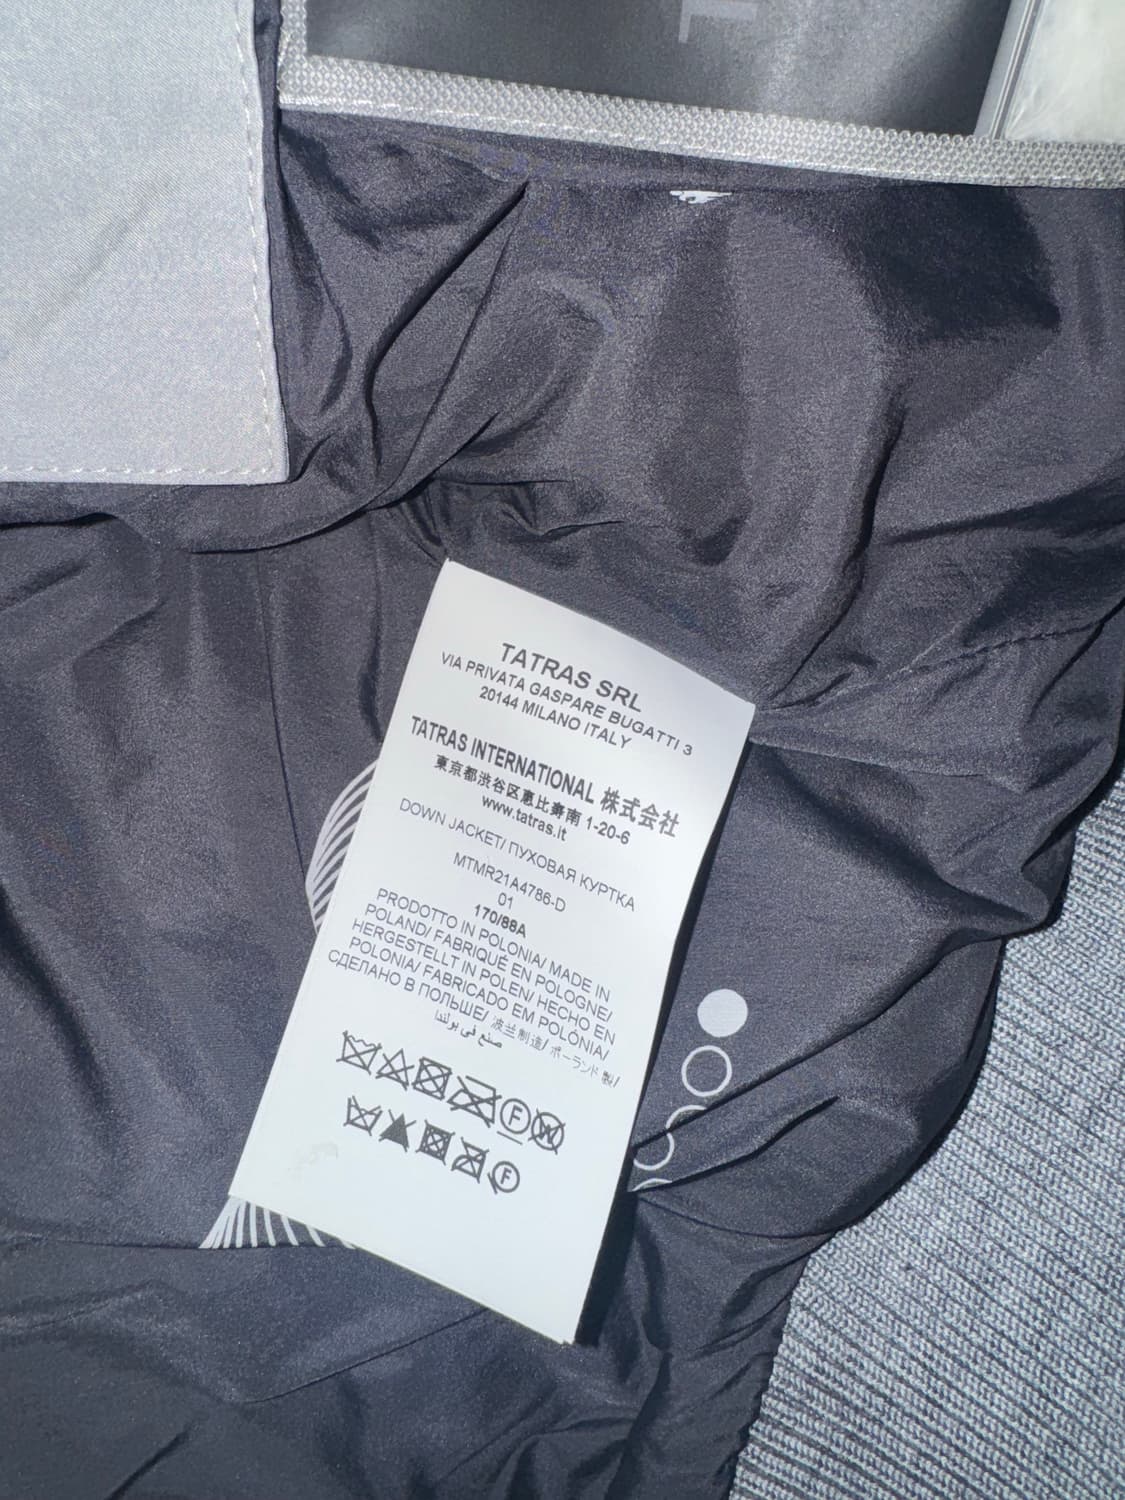 TATRAS SRL
VIA PRIVATA GASPARE BUGATTI 3
20144 MILANO ITALY
TATRAS INTERNATIONAL 株式会社
東京都渋谷区恵比寿南 1-20-6
www.tatras.it
DOWN JACKET/ ПУХОВАЯ КУРТКА
MTMR21A4786-D
01
170/88A
PRODOTTO IN POLONIA/ MADE IN
POLAND/ FABRIQUÉ EN POLOGNE/
HERGESTELLT IN POLEN/ HECHO EN
POLONIA/ FABRICADO EM POLÓNIA/
СДЕЛАНО В ПОЛЬШЕ/ 波兰制造/ ポーランド 製/
صنع في بولندا
F W
F